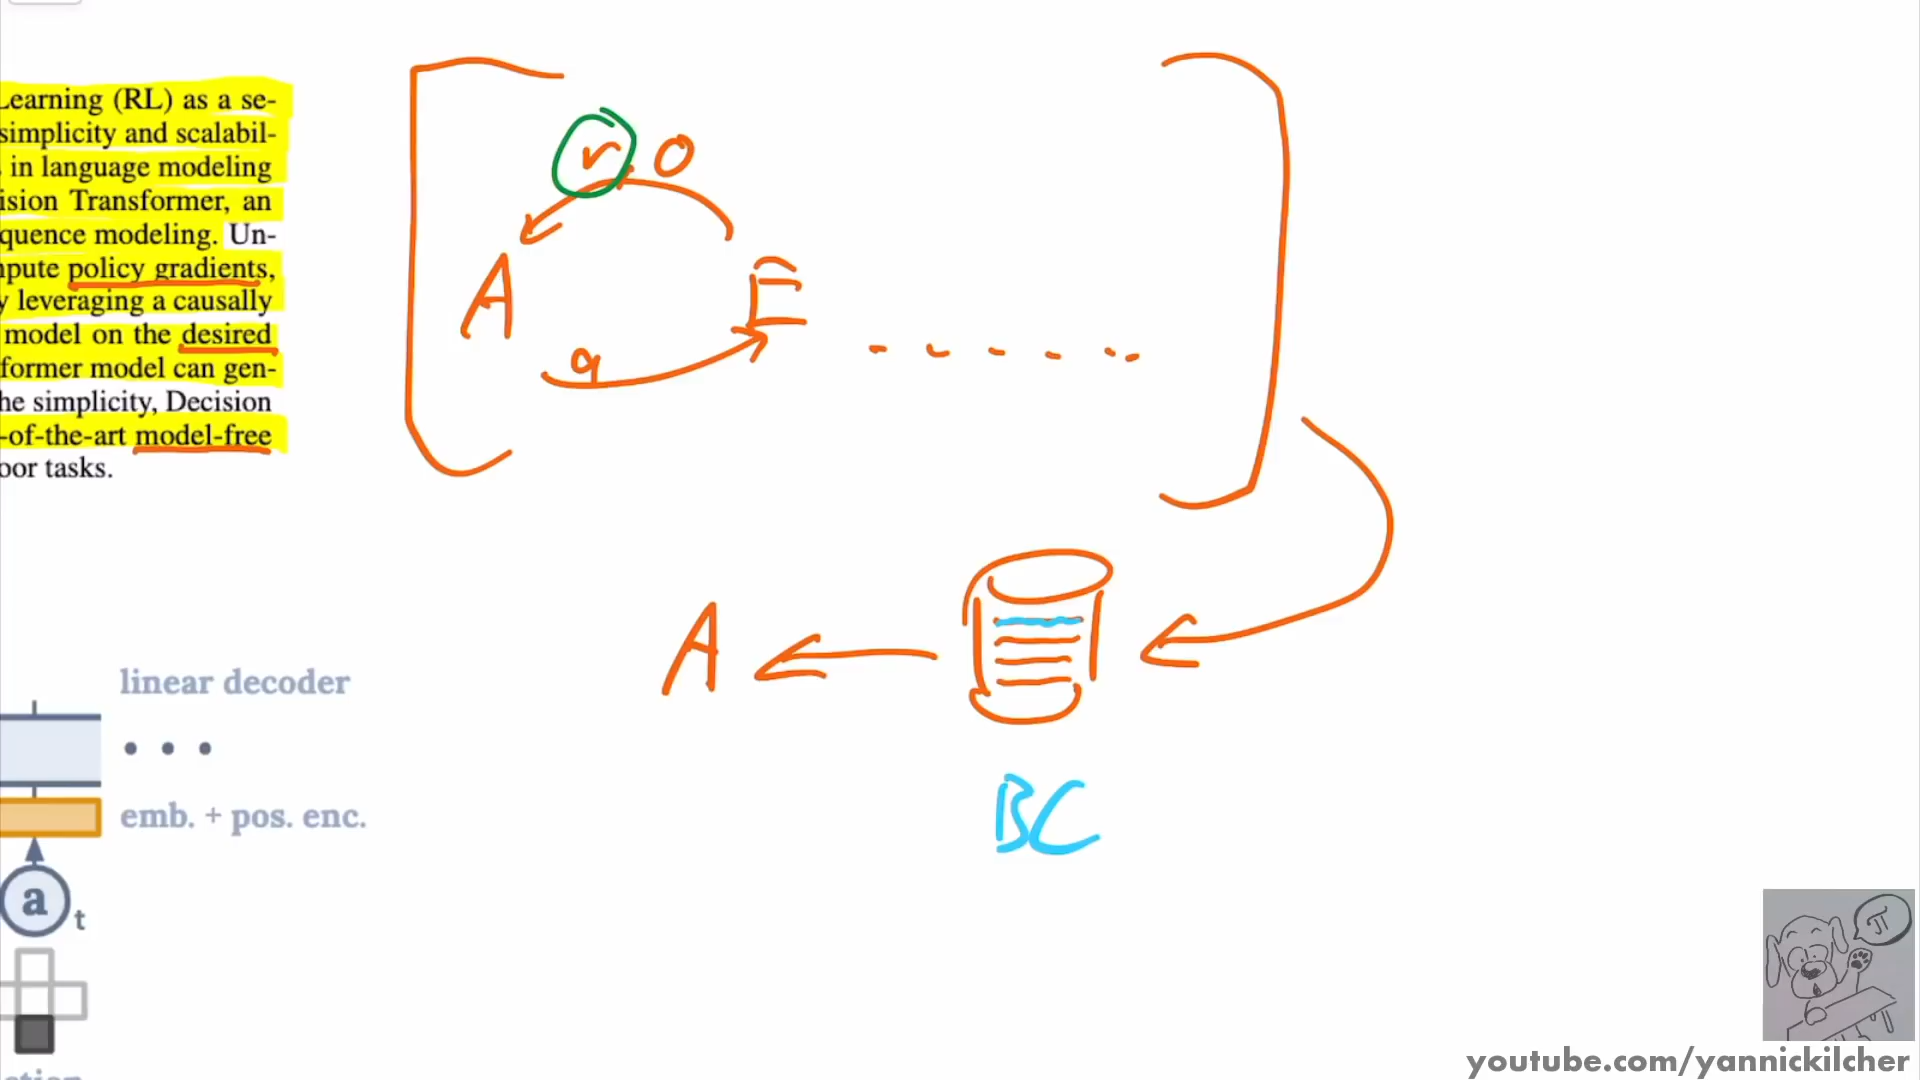 Learning (RL) as a se-
simplicity and scalabil-
in language modeling
ision Transformer, an
quence modeling. Un-
pute policy gradients,
leveraging a causally
model on the desired
former model can gen-
he simplicity, Decision
-of-the-art model-free
oor tasks.
r, O
A
E
a
A
BC
linear decoder
emb. + pos. enc.
a t
π
youtube.com/yannickilcher